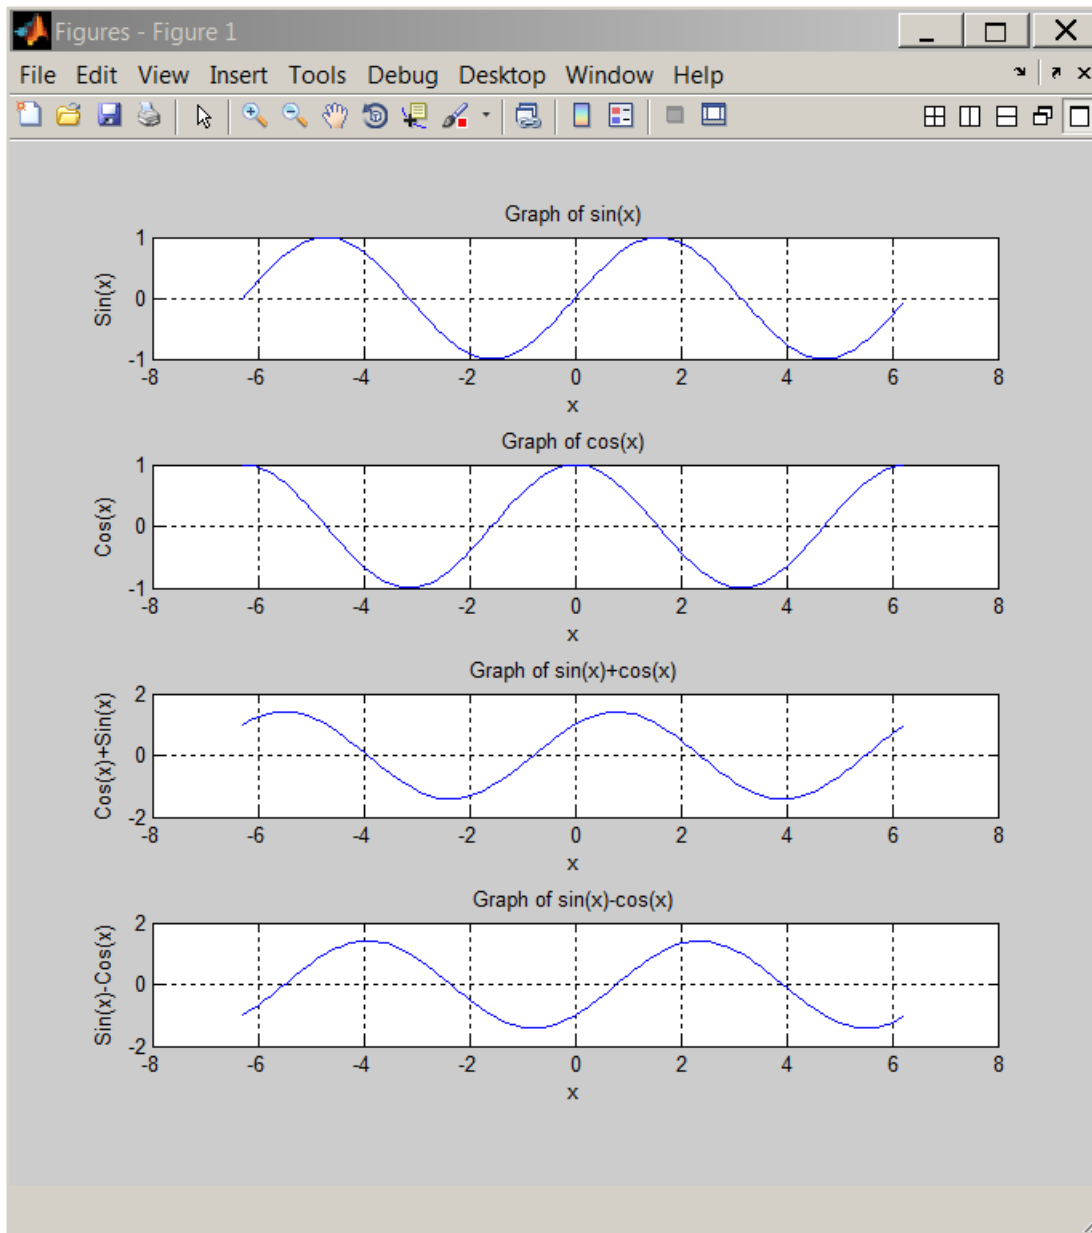 Figures - Figure 1
File Edit View Insert Tools Debug Desktop Window Help
Graph of sin(x)
Sin(x)
1
0
-1
-8 -6 -4 -2 0 2 4 6 8
x
Graph of cos(x)
Cos(x)
1
0
-1
-8 -6 -4 -2 0 2 4 6 8
x
Graph of sin(x)+cos(x)
Cos(x)+Sin(x)
2
0
-2
-8 -6 -4 -2 0 2 4 6 8
x
Graph of sin(x)-cos(x)
Sin(x)-Cos(x)
2
0
-2
-8 -6 -4 -2 0 2 4 6 8
x